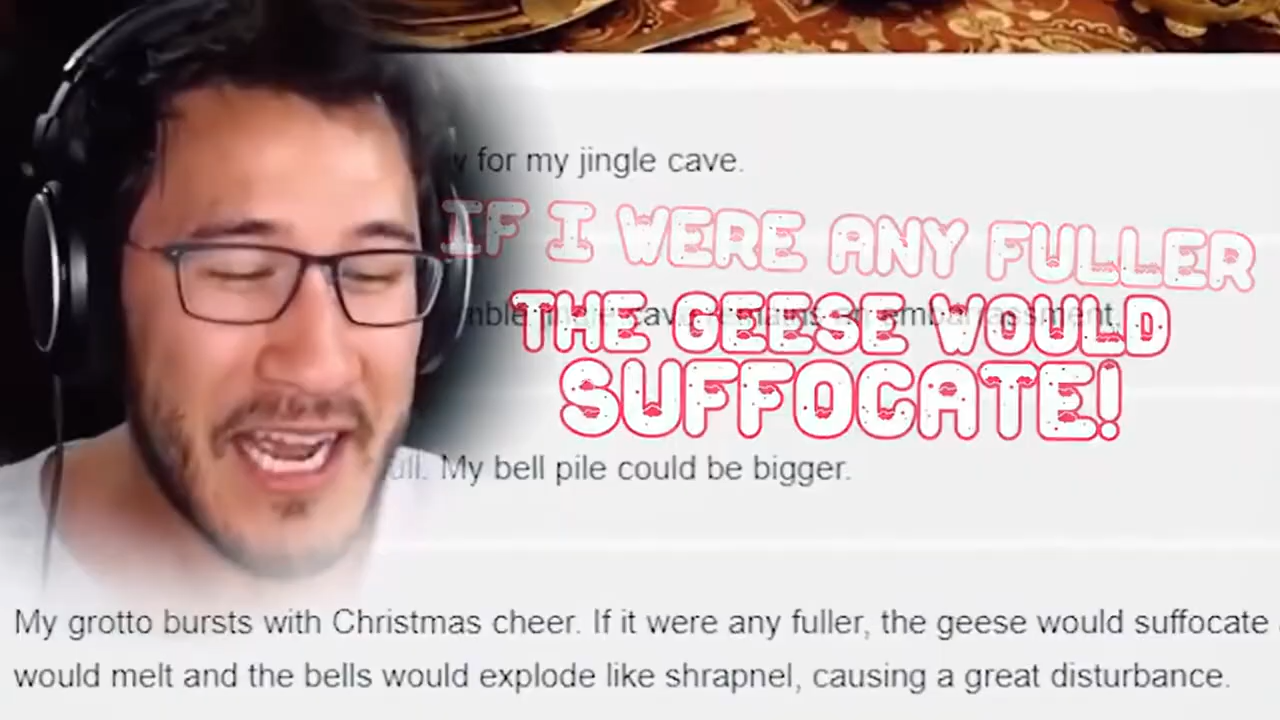 for my jingle cave.
IF I WERE ANY FULLER
THE GEESE WOULD
SUFFOCATE!
My bell pile could be bigger.
My grotto bursts with Christmas cheer. If it were any fuller, the geese would suffocate
would melt and the bells would explode like shrapnel, causing a great disturbance.